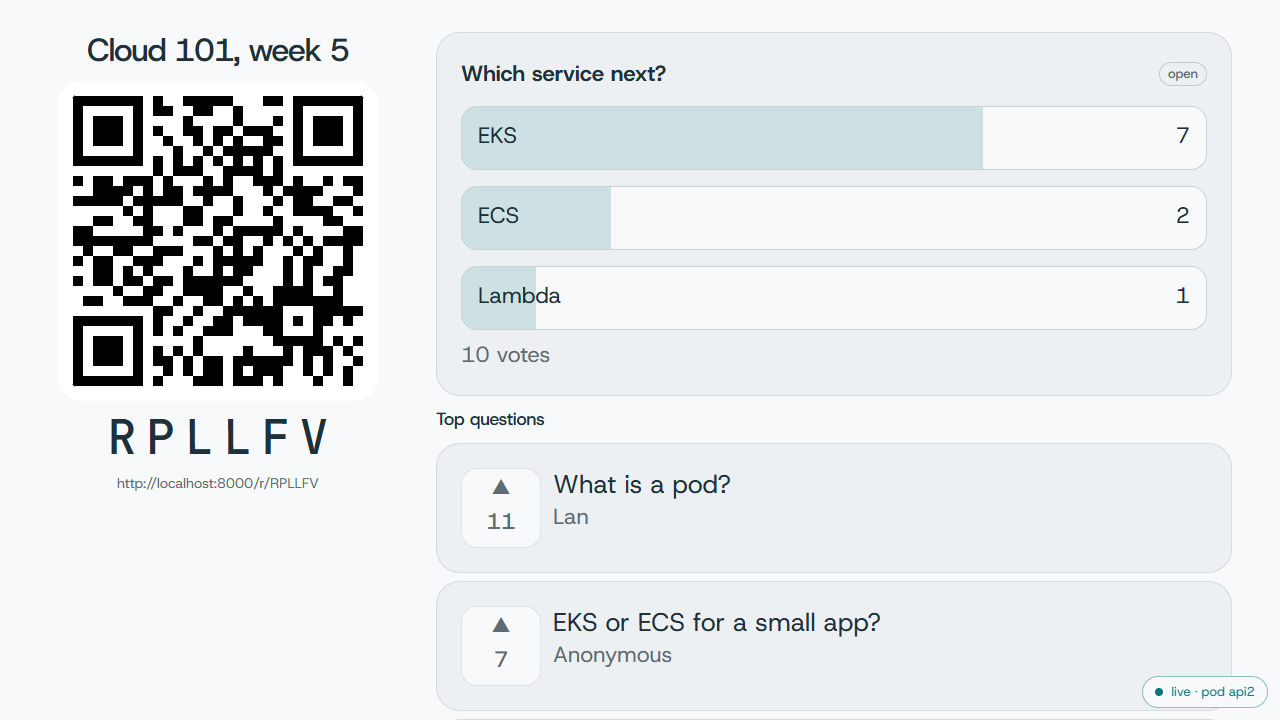 Cloud 101, week 5
RPLLFV
http://localhost:8000/r/RPLLFV
Which service next?
open
EKS
7
ECS
2
Lambda
1
10 votes
Top questions
▲
11
What is a pod?
Lan
▲
7
EKS or ECS for a small app?
Anonymous
live · pod api2